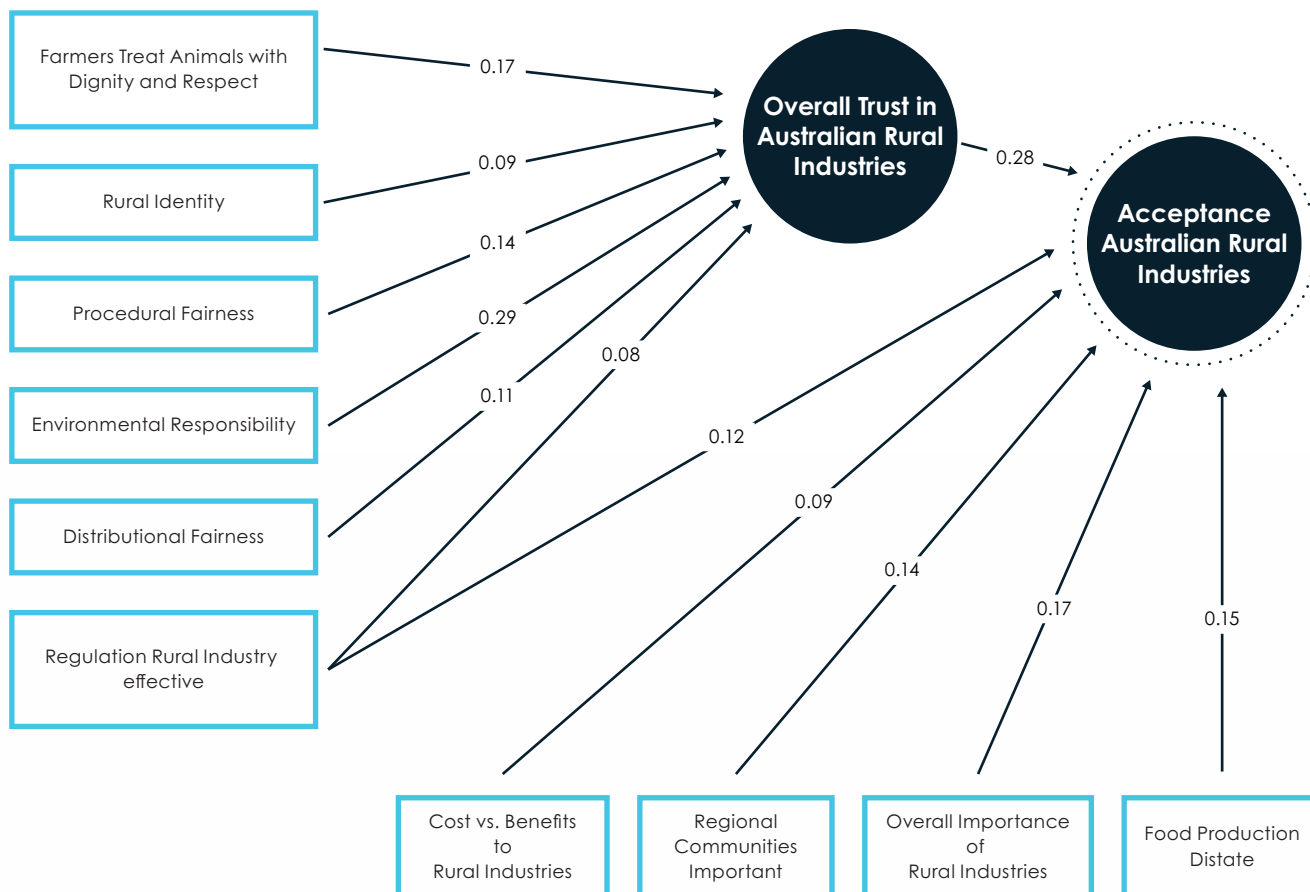 Farmers Treat Animals with
Dignity and Respect
0.17
Overall Trust in
Australian Rural
Industries
0.28
Rural Identity
0.09
Acceptance
Australian Rural
Industries
Procedural Fairness
0.14
Environmental Responsibility
0.29
0.08
Distributional Fairness
0.11
0.12
Regulation Rural Industry
effective
0.09
0.14
0.17
0.15
Cost vs. Benefits
to
Rural Industries
Regional
Communities
Important
Overall Importance
of
Rural Industries
Food Production
Distate